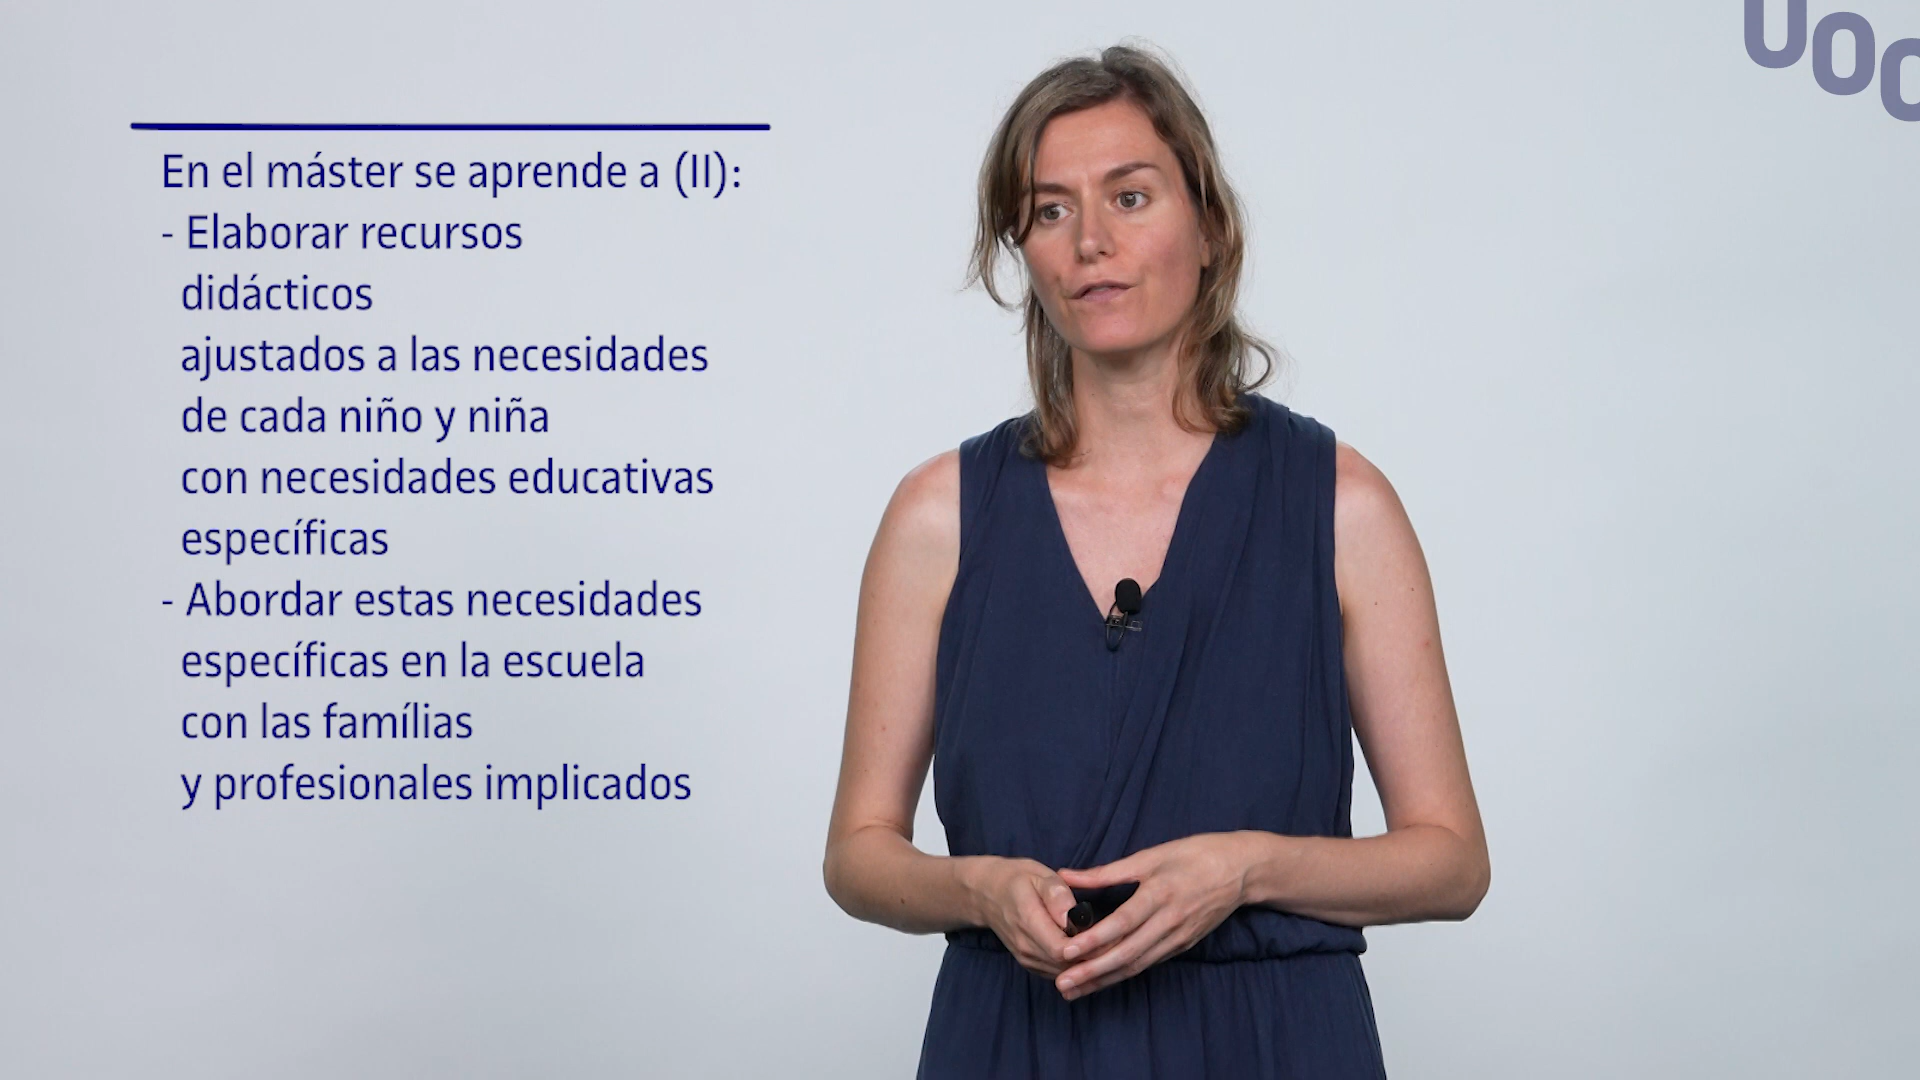 UOC
En el máster se aprende a (II):
- Elaborar recursos
didácticos
ajustados a las necesidades
de cada niño y niña
con necesidades educativas
específicas
- Abordar estas necesidades
específicas en la escuela
con las famílias
y profesionales implicados